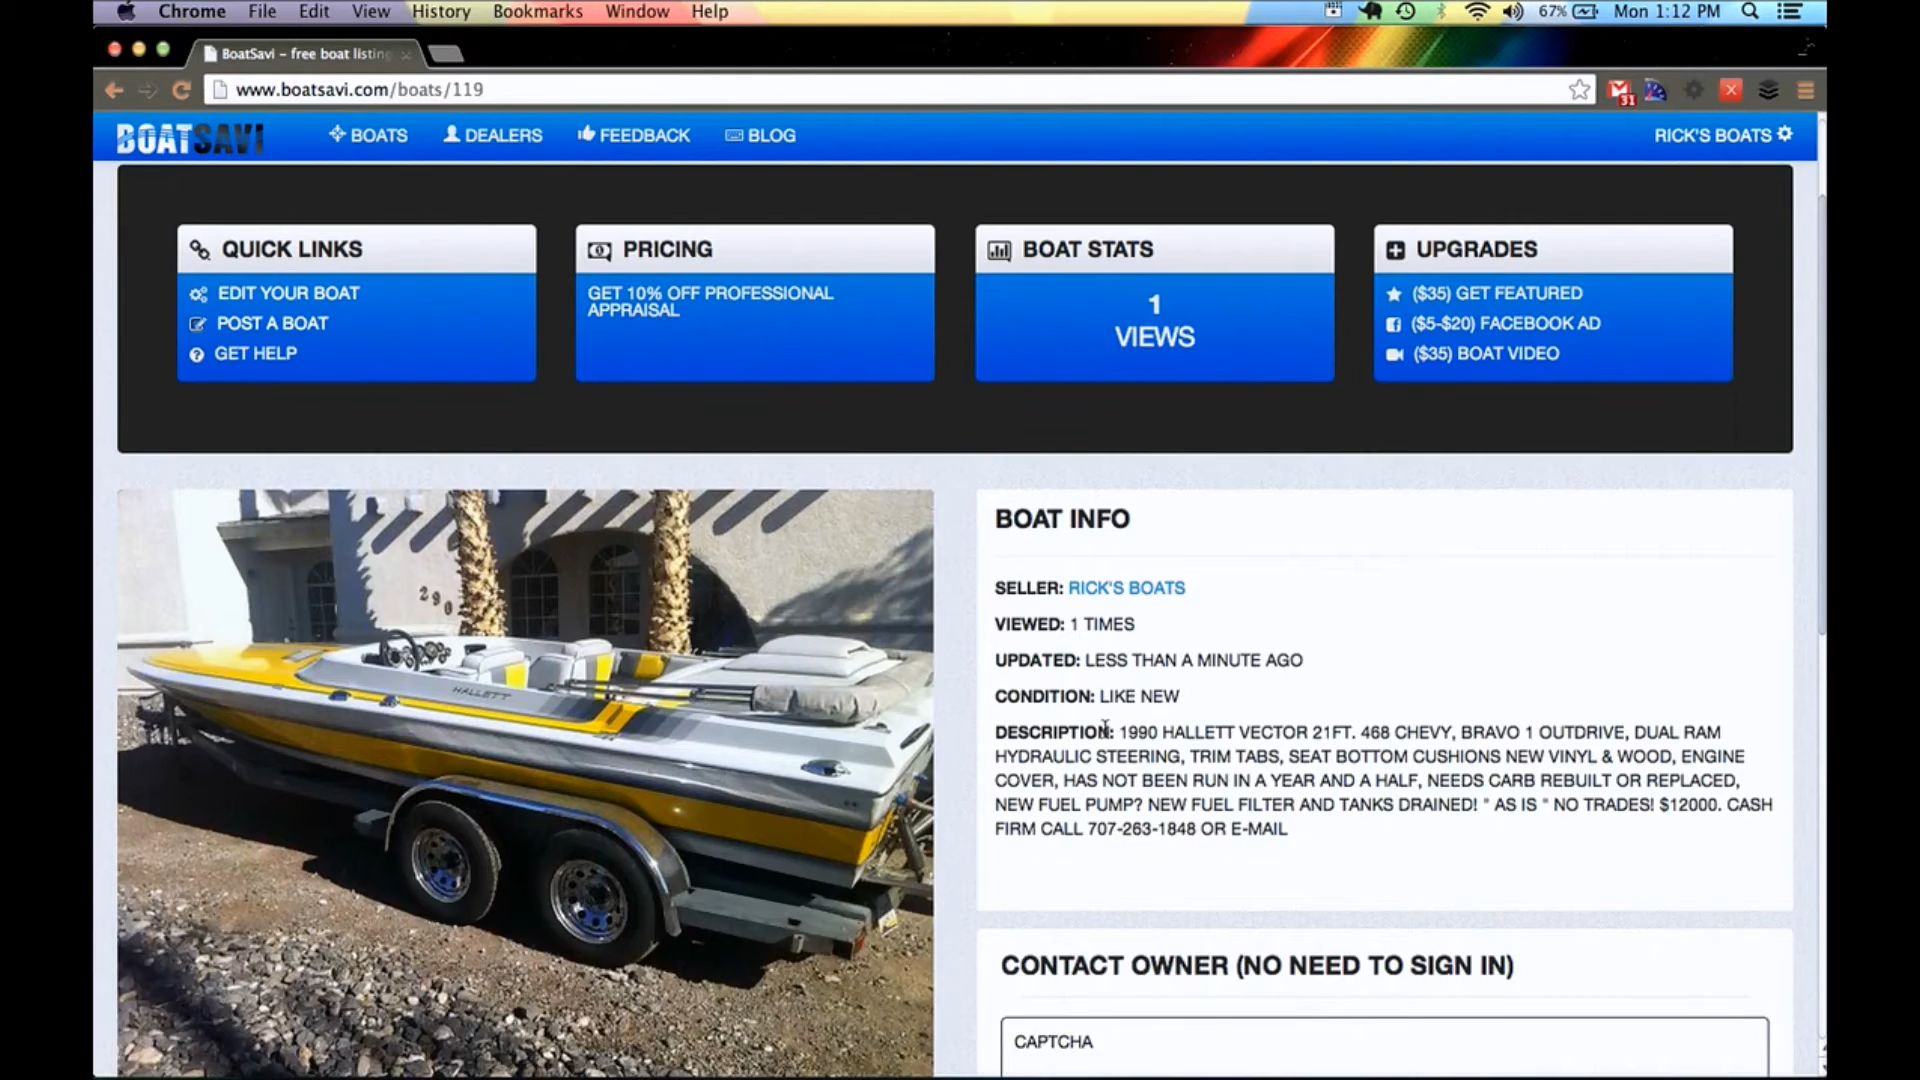 Chrome File Edit View History Bookmarks Window Help 67% Mon 1:12 PM
BoatSavi - free boat listing
www.boatsavi.com/boats/119
31
BOATSAVI BOATS DEALERS FEEDBACK BLOG RICK'S BOATS
QUICK LINKS
EDIT YOUR BOAT
POST A BOAT
GET HELP
PRICING
GET 10% OFF PROFESSIONAL
APPRAISAL
BOAT STATS
1
VIEWS
UPGRADES
($35) GET FEATURED
($5-$20) FACEBOOK AD
($35) BOAT VIDEO
290
HALLETT
BOAT INFO
SELLER: RICK'S BOATS
VIEWED: 1 TIMES
UPDATED: LESS THAN A MINUTE AGO
CONDITION: LIKE NEW
DESCRIPTION: 1990 HALLETT VECTOR 21FT. 468 CHEVY, BRAVO 1 OUTDRIVE, DUAL RAM
HYDRAULIC STEERING, TRIM TABS, SEAT BOTTOM CUSHIONS NEW VINYL & WOOD, ENGINE
COVER, HAS NOT BEEN RUN IN A YEAR AND A HALF, NEEDS CARB REBUILT OR REPLACED,
NEW FUEL PUMP? NEW FUEL FILTER AND TANKS DRAINED! " AS IS " NO TRADES! $12000. CASH
FIRM CALL 707-263-1848 OR E-MAIL
CONTACT OWNER (NO NEED TO SIGN IN)
CAPTCHA